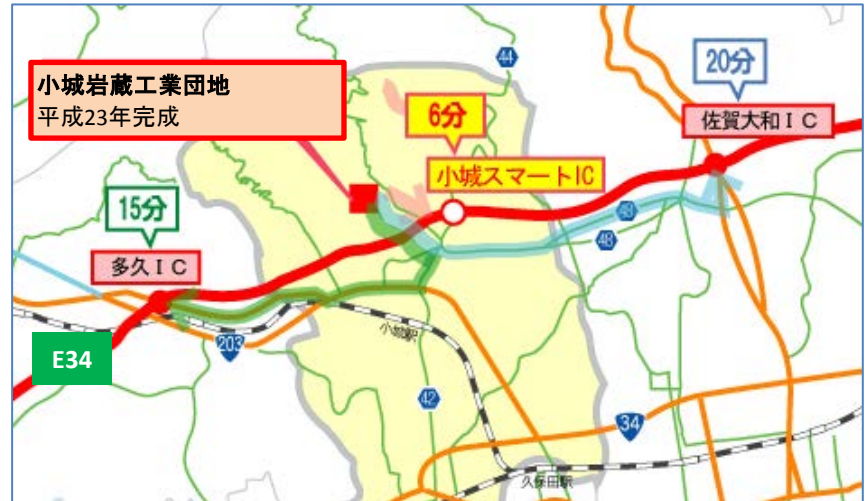 小城岩蔵工業団地
平成23年完成
44
20分
佐賀大和IC
6分
小城スマートIC
15分
多久IC
48
48
E34
203
小城駅
42
34
久保田駅